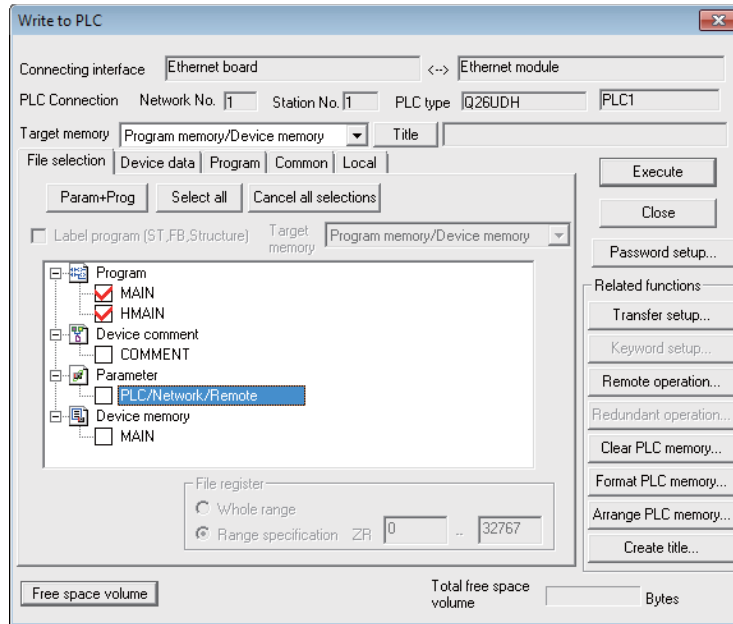 Write to PLC
Connecting interface Ethernet board <--> Ethernet module
PLC Connection Network No. 1 Station No. 1 PLC type Q26UDH PLC1
Target memory Program memory/Device memory Title
File selection Device data Program Common Local
Param+Prog Select all Cancel all selections
Label program (ST,FB,Structure) Target memory Program memory/Device memory
Program
MAIN
HMAIN
Device comment
COMMENT
Parameter
PLC/Network/Remote
Device memory
MAIN
File register
Whole range
Range specification ZR 0 .. 32767
Free space volume
Total free space volume Bytes
Execute
Close
Password setup...
Related functions
Transfer setup...
Keyword setup...
Remote operation...
Redundant operation...
Clear PLC memory...
Format PLC memory...
Arrange PLC memory...
Create title...